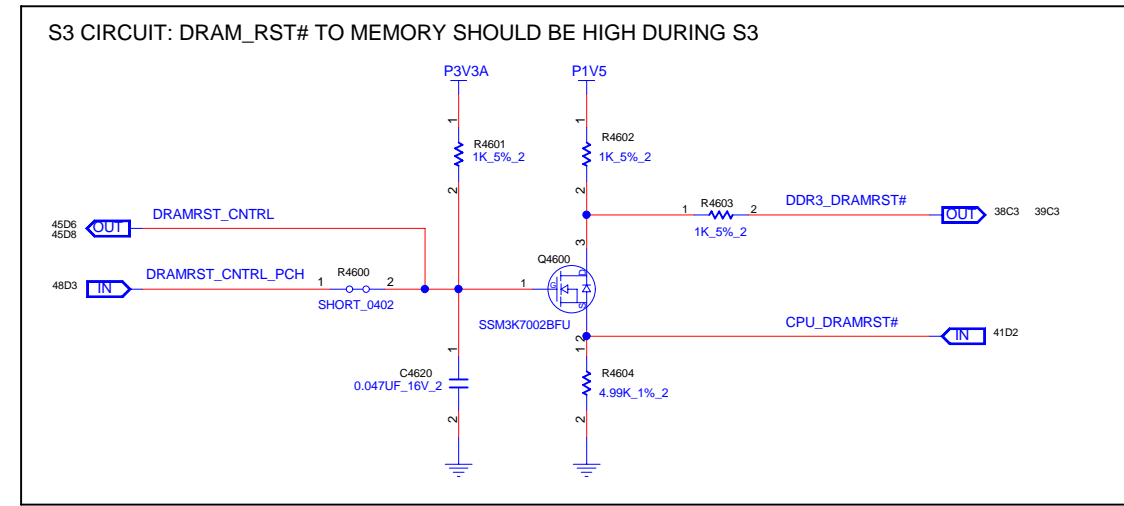 S3 CIRCUIT: DRAM_RST# TO MEMORY SHOULD BE HIGH DURING S3
P3V3A
P1V5
1
1
R4601
1K_5%_2
R4602
1K_5%_2
2
2
45D6
45D8
OUT
DRAMRST_CNTRL
1
R4603
2
1K_5%_2
DDR3_DRAMRST#
OUT
38C3
39C3
3
Q4600
48D3
IN
DRAMRST_CNTRL_PCH
1
R4600
2
SHORT_0402
1
G
D
S
SSM3K7002BFU
2
CPU_DRAMRST#
IN
41D2
1
C4620
0.047UF_16V_2
2
1
R4604
4.99K_1%_2
2